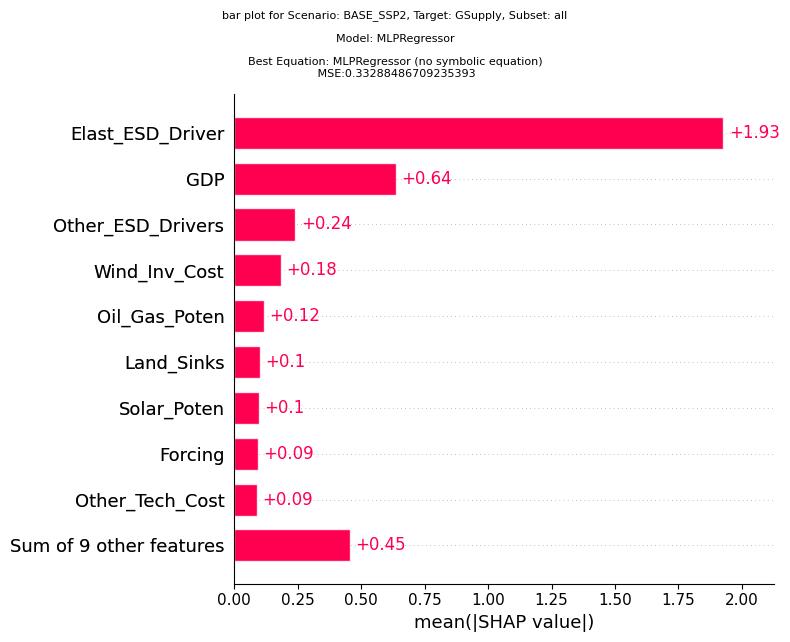 bar plot for Scenario: BASE_SSP2, Target: GSupply, Subset: all
Model: MLPRegressor
Best Equation: MLPRegressor (no symbolic equation)
MSE:0.33288486709235393
Elast_ESD_Driver +1.93
GDP +0.64
Other_ESD_Drivers +0.24
Wind_Inv_Cost +0.18
Oil_Gas_Poten +0.12
Land_Sinks +0.1
Solar_Poten +0.1
Forcing +0.09
Other_Tech_Cost +0.09
Sum of 9 other features +0.45
0.00 0.25 0.50 0.75 1.00 1.25 1.50 1.75 2.00
mean(|SHAP value|)